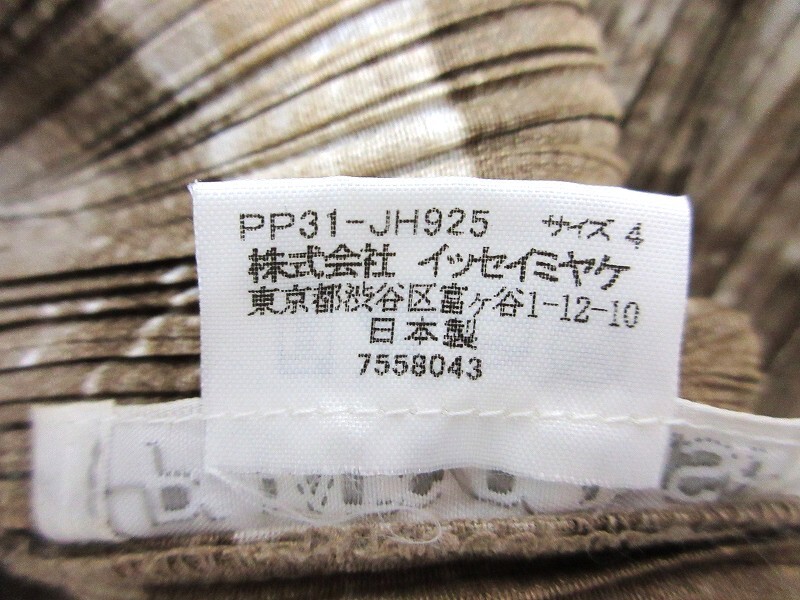 PP31-JH925 サイズ 4
株式会社 イッセイミヤケ
東京都渋谷区富ヶ谷1-12-10
日本製
7558043